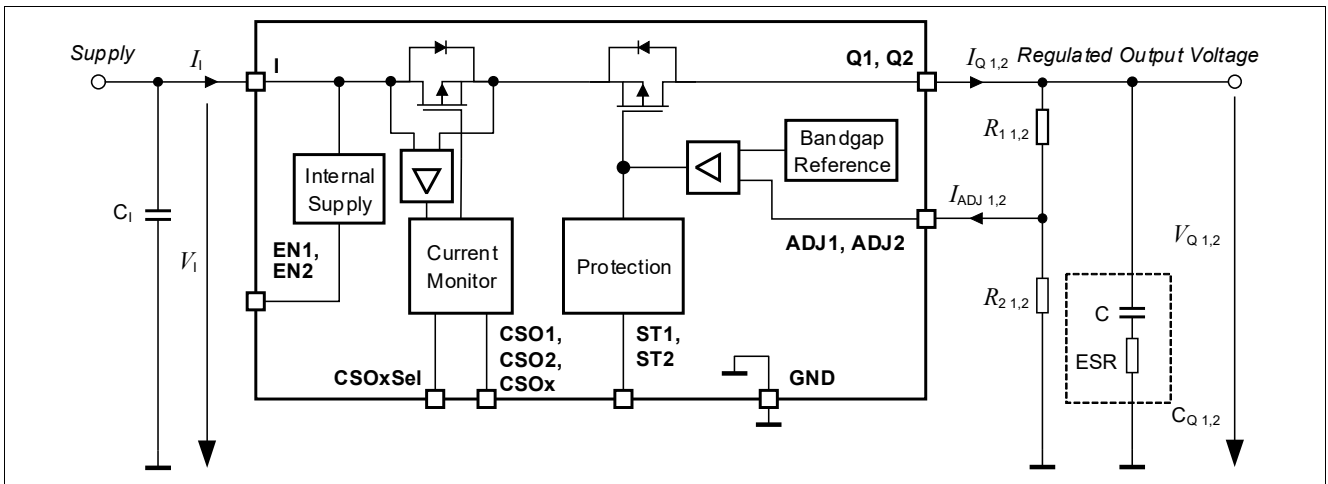 Supply
I_I
I
Q1, Q2
I_Q 1,2
Regulated Output Voltage
R_1 1,2
Bandgap
Reference
Internal
Supply
I_ADJ 1,2
C_I
V_I
EN1,
EN2
Current
Monitor
Protection
ADJ1, ADJ2
V_Q 1,2
R_2 1,2
C
ESR
CSO1,
CSO2,
CSOx
ST1,
ST2
CSOxSel
GND
C_Q 1,2